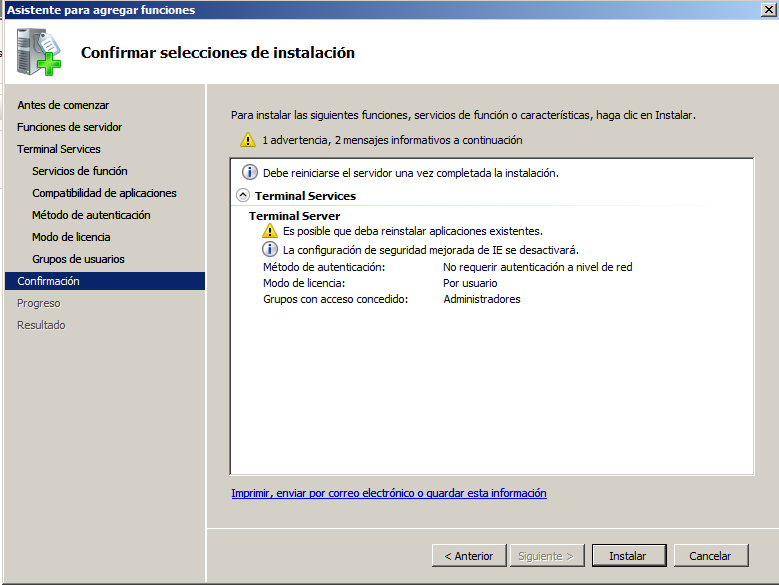 Asistente para agregar funciones
Confirmar selecciones de instalación
Antes de comenzar
Funciones de servidor
Terminal Services
Servicios de función
Compatibilidad de aplicaciones
Método de autenticación
Modo de licencia
Grupos de usuarios
Confirmación
Progreso
Resultado
Para instalar las siguientes funciones, servicios de función o características, haga clic en Instalar.
1 advertencia, 2 mensajes informativos a continuación
Debe reiniciarse el servidor una vez completada la instalación.
Terminal Services
Terminal Server
Es posible que deba reinstalar aplicaciones existentes.
La configuración de seguridad mejorada de IE se desactivará.
Método de autenticación: No requerir autenticación a nivel de red
Modo de licencia: Por usuario
Grupos con acceso concedido: Administradores
Imprimir, enviar por correo electrónico o guardar esta información
< Anterior Siguiente > Instalar Cancelar